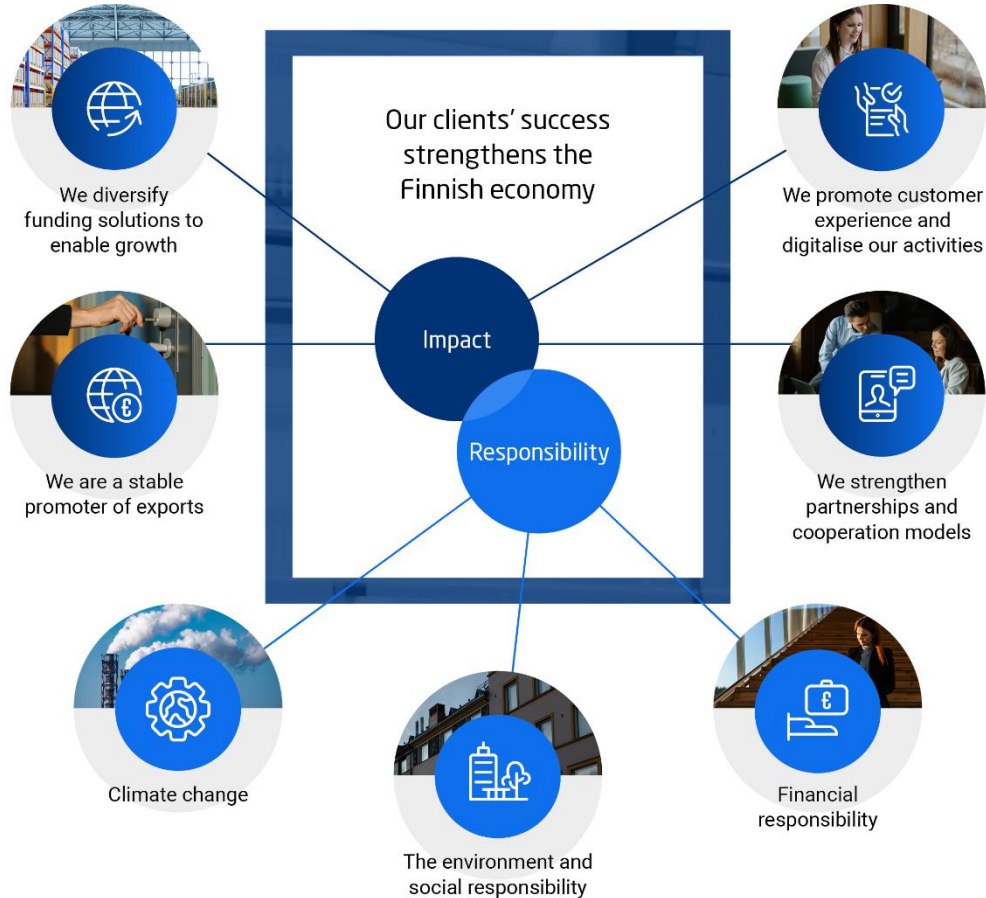 Our clients' success
strengthens the
Finnish economy
Impact
Responsibility
We diversify
funding solutions to
enable growth
We promote customer
experience and
digitalise our activities
€
We are a stable
promoter of exports
We strengthen
partnerships and
cooperation models
Climate change
The environment and
social responsibility
€
Financial
responsibility